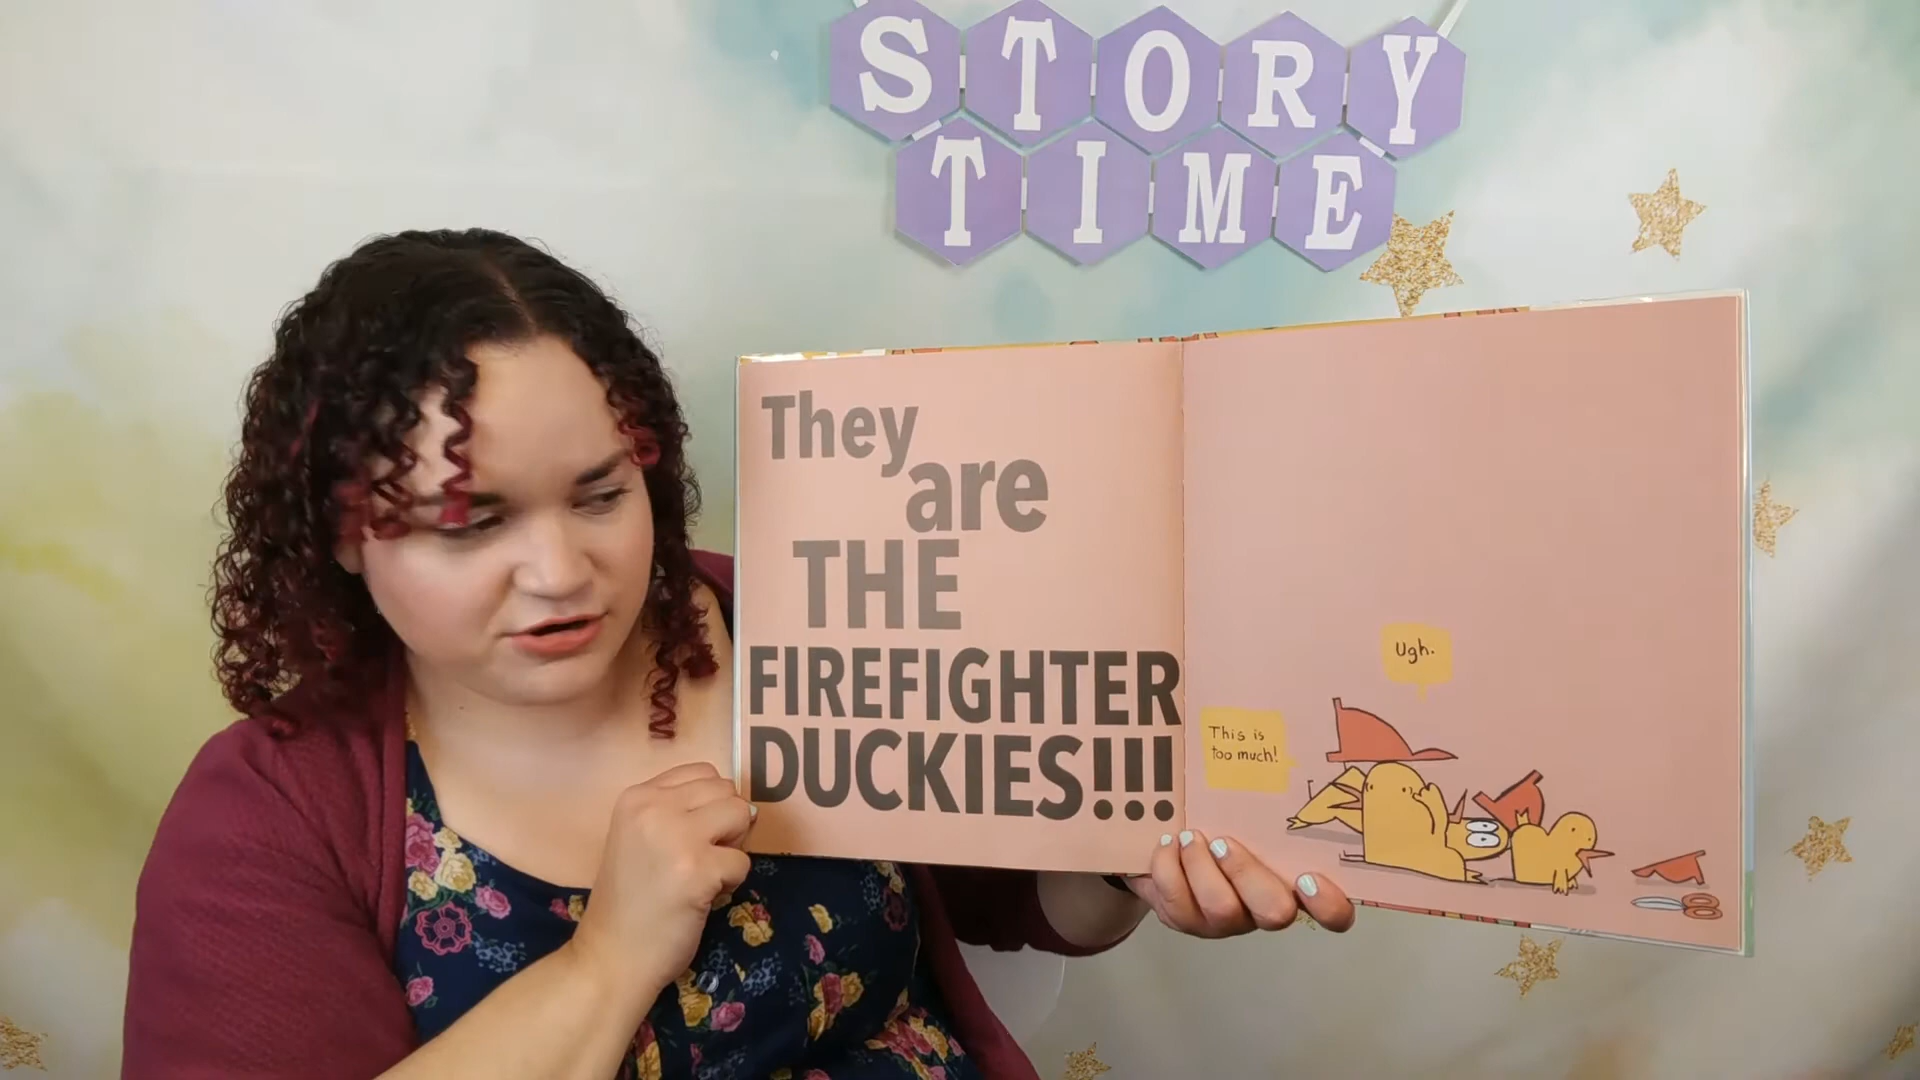 STORY
TIME
They
are
THE
FIREFIGHTER
DUCKIES!!!
Ugh.
This is
too much!